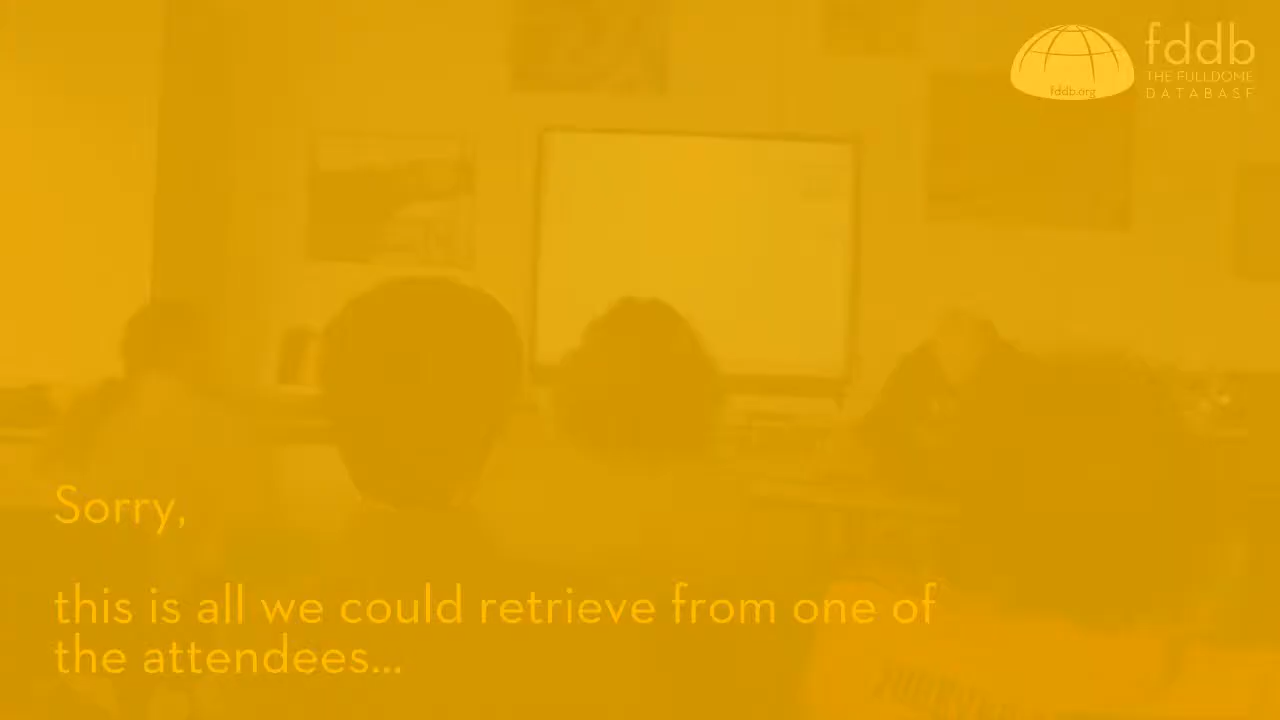 fddb
THE FULLDOME
DATABASE
fddb.org
Sorry,
this is all we could retrieve from one of
the attendees...